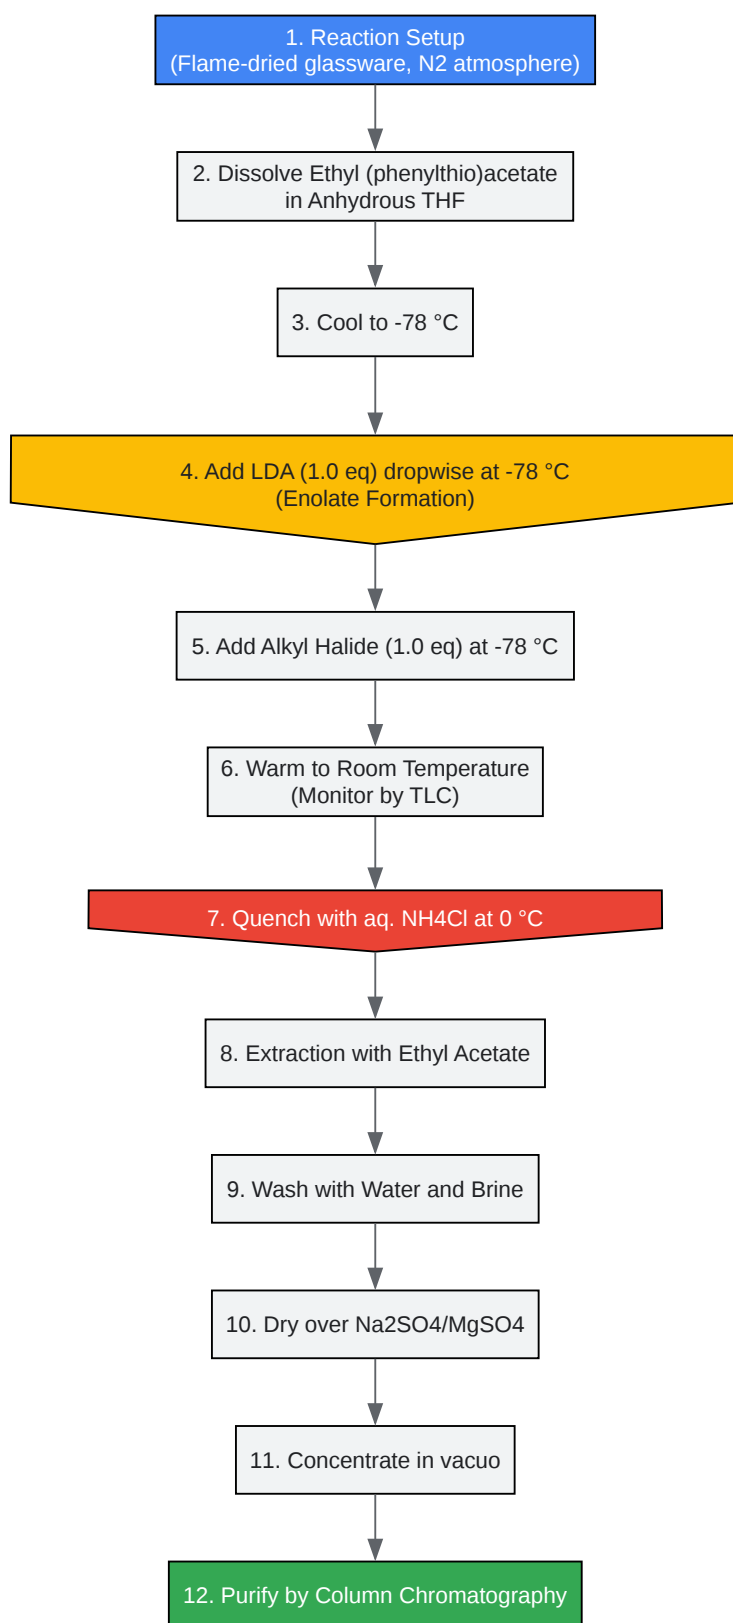 1. Reaction Setup
(Flame-dried glassware, N2 atmosphere)
2. Dissolve Ethyl (phenylthio)acetate
in Anhydrous THF
3. Cool to -78 °C
4. Add LDA (1.0 eq) dropwise at -78 °C
(Enolate Formation)
5. Add Alkyl Halide (1.0 eq) at -78 °C
6. Warm to Room Temperature
(Monitor by TLC)
7. Quench with aq. NH4Cl at 0 °C
8. Extraction with Ethyl Acetate
9. Wash with Water and Brine
10. Dry over Na2SO4/MgSO4
11. Concentrate in vacuo
12. Purify by Column Chromatography